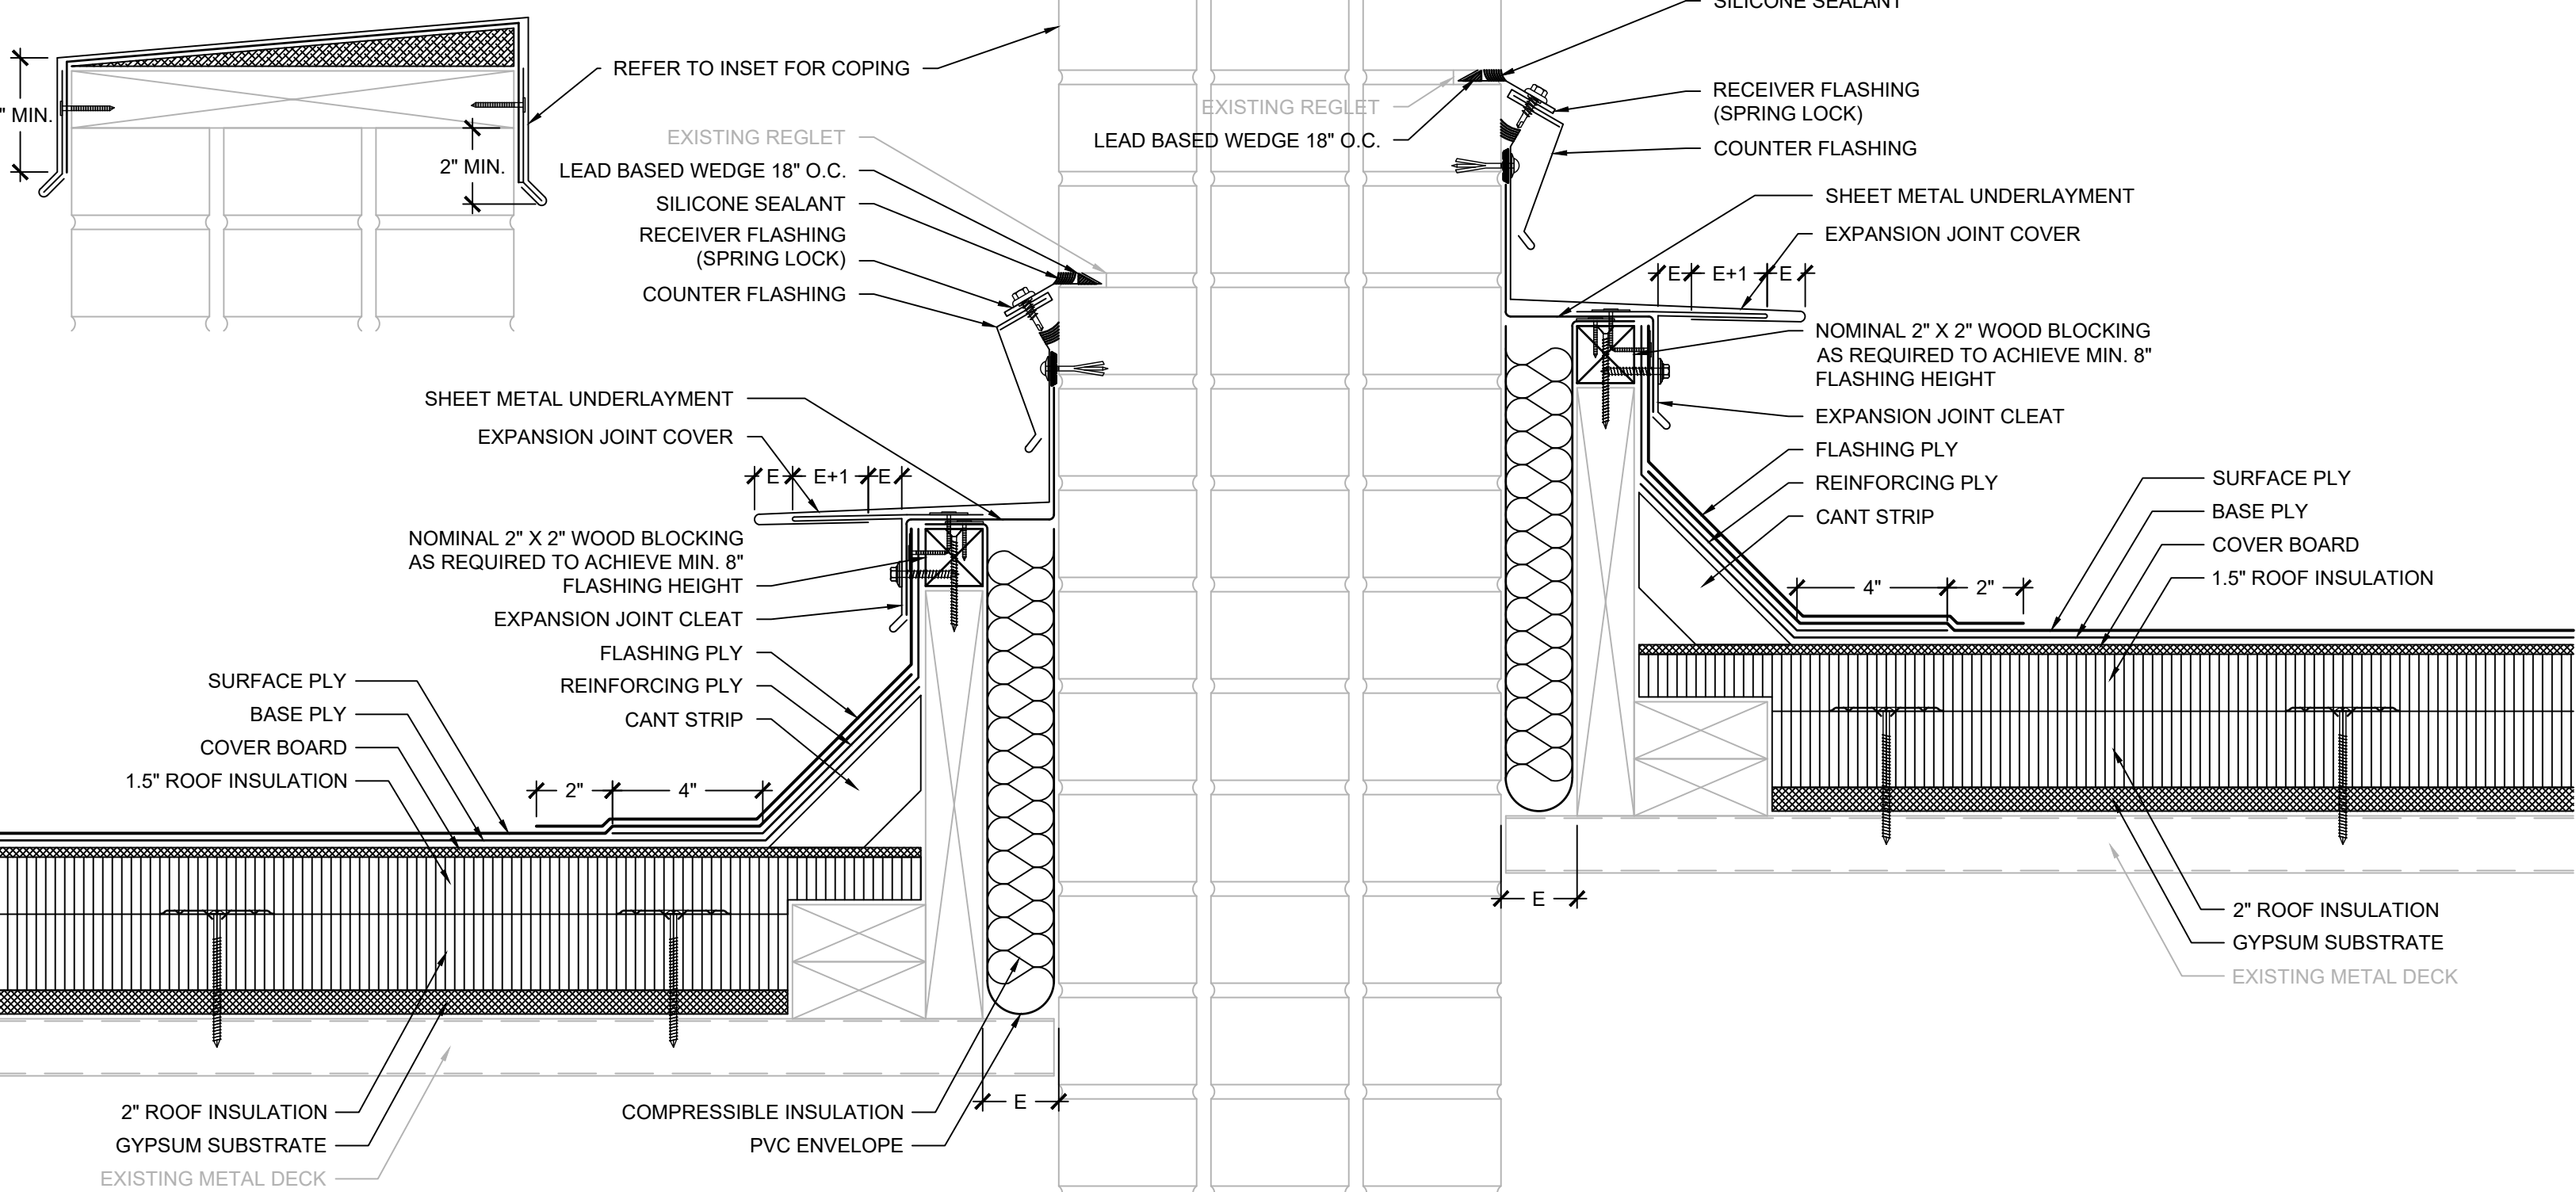 " MIN.
2" MIN.
REFER TO INSET FOR COPING
EXISTING REGLET
LEAD BASED WEDGE 18" O.C.
SILICONE SEALANT
RECEIVER FLASHING
(SPRING LOCK)
COUNTER FLASHING
SHEET METAL UNDERLAYMENT
EXPANSION JOINT COVER
E E+1 E
NOMINAL 2" X 2" WOOD BLOCKING
AS REQUIRED TO ACHIEVE MIN. 8"
FLASHING HEIGHT
EXPANSION JOINT CLEAT
FLASHING PLY
REINFORCING PLY
CANT STRIP
SURFACE PLY
BASE PLY
COVER BOARD
1.5" ROOF INSULATION
2" 4"
2" ROOF INSULATION
GYPSUM SUBSTRATE
EXISTING METAL DECK
COMPRESSIBLE INSULATION
PVC ENVELOPE
E
SILICONE SEALANT
EXISTING REGLET
LEAD BASED WEDGE 18" O.C.
RECEIVER FLASHING
(SPRING LOCK)
COUNTER FLASHING
SHEET METAL UNDERLAYMENT
EXPANSION JOINT COVER
E E+1 E
NOMINAL 2" X 2" WOOD BLOCKING
AS REQUIRED TO ACHIEVE MIN. 8"
FLASHING HEIGHT
EXPANSION JOINT CLEAT
FLASHING PLY
REINFORCING PLY
CANT STRIP
SURFACE PLY
BASE PLY
COVER BOARD
1.5" ROOF INSULATION
4" 2"
E
2" ROOF INSULATION
GYPSUM SUBSTRATE
EXISTING METAL DECK